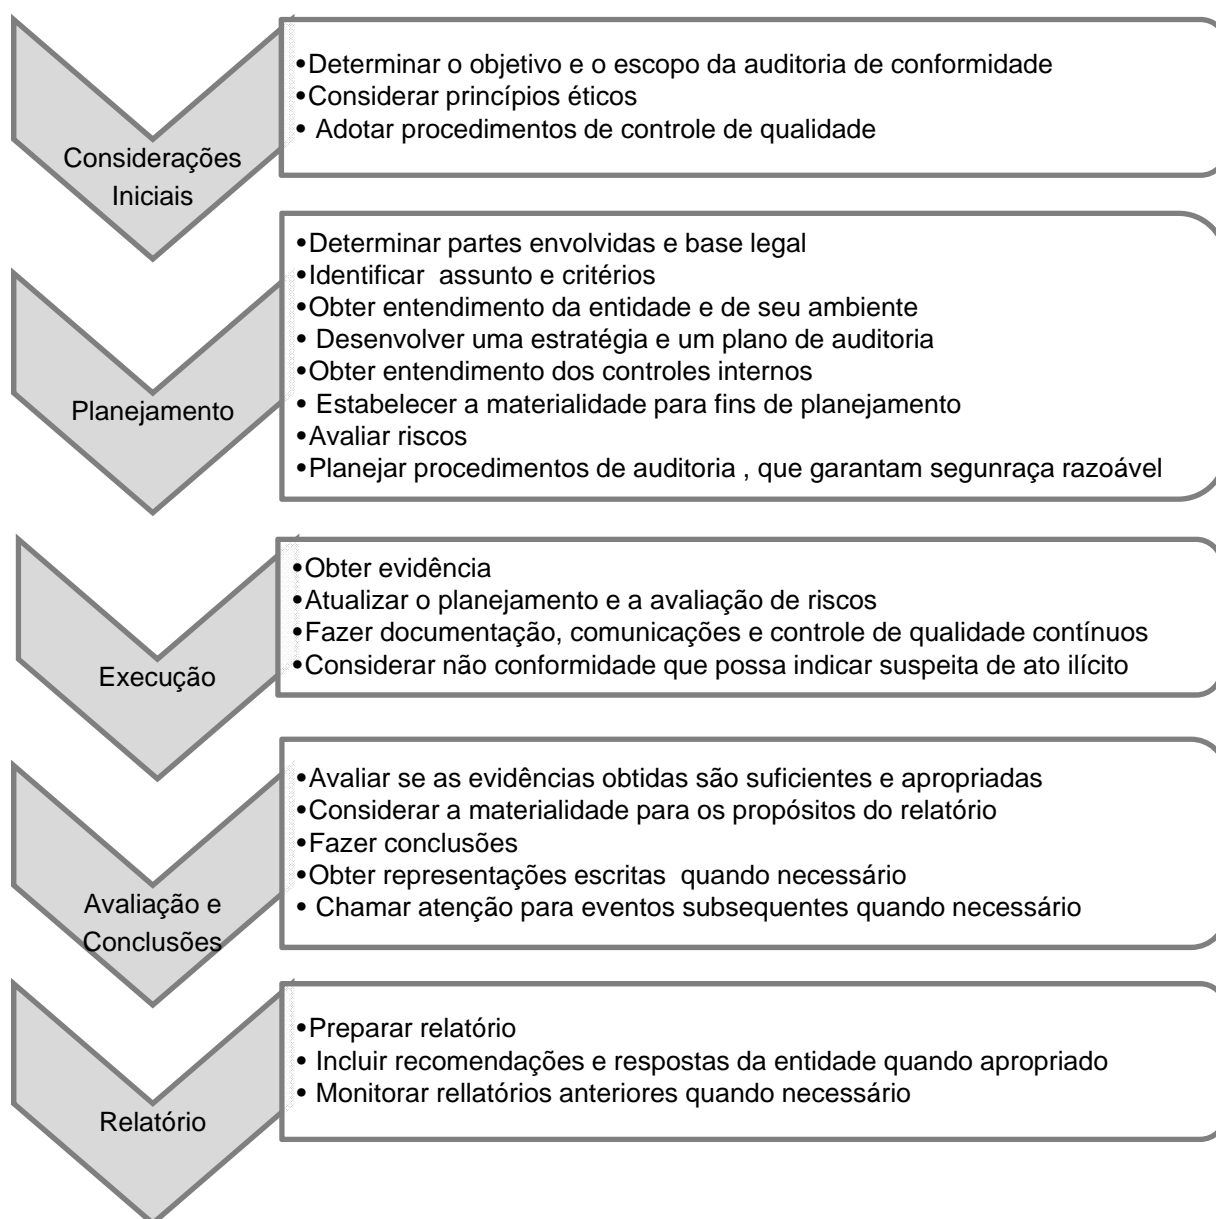 Considerações
Iniciais
•Determinar o objetivo e o escopo da auditoria de conformidade
•Considerar princípios éticos
• Adotar procedimentos de controle de qualidade
Planejamento
•Determinar partes envolvidas e base legal
•Identificar  assunto e critérios
•Obter entendimento da entidade e de seu ambiente
• Desenvolver uma estratégia e um plano de auditoria
•Obter entendimento dos controles internos
• Estabelecer a materialidade para fins de planejamento
•Avaliar riscos
•Planejar procedimentos de auditoria , que garantam segunraça razoável
Execução
•Obter evidência
•Atualizar o planejamento e a avaliação de riscos
•Fazer documentação, comunicações e controle de qualidade contínuos
•Considerar não conformidade que possa indicar suspeita de ato ilícito
Avaliação e
Conclusões
•Avaliar se as evidências obtidas são suficientes e apropriadas
•Considerar a materialidade para os propósitos do relatório
•Fazer conclusões
•Obter representações escritas  quando necessário
• Chamar atenção para eventos subsequentes quando necessário
Relatório
•Preparar relatório
• Incluir recomendações e respostas da entidade quando apropriado
• Monitorar rellatórios anteriores quando necessário